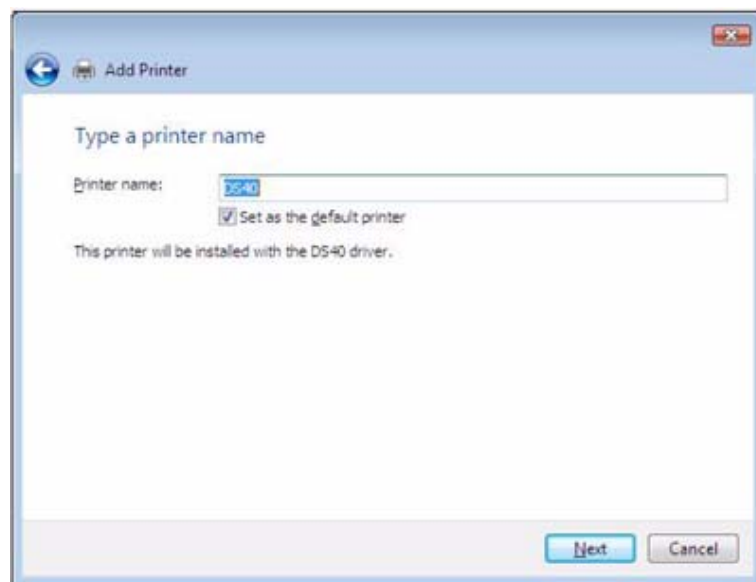 Add Printer
Type a printer name
Printer name: DS40
Set as the default printer
This printer will be installed with the DS40 driver.
Next Cancel